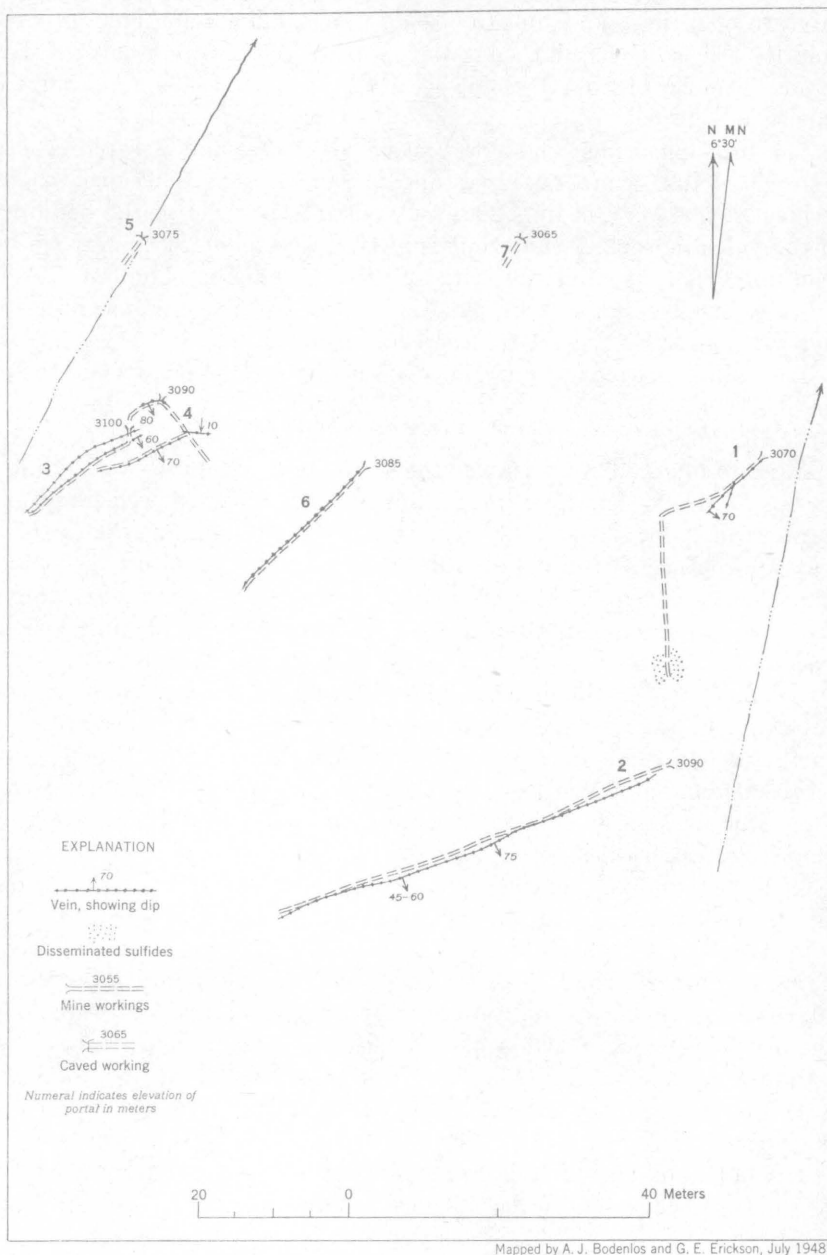 N MN
6°30'
5
3075
7
3065
3090
3100
80
4
10
60
3
70
3085
6
1
3070
70
2
3090
75
45-60
EXPLANATION
70
Vein, showing dip
Disseminated sulfides
3055
Mine workings
3065
Caved working
Numeral indicates elevation of
portal in meters
20 0 40 Meters
Mapped by A. J. Bodenlos and G. E. Erickson, July 1948